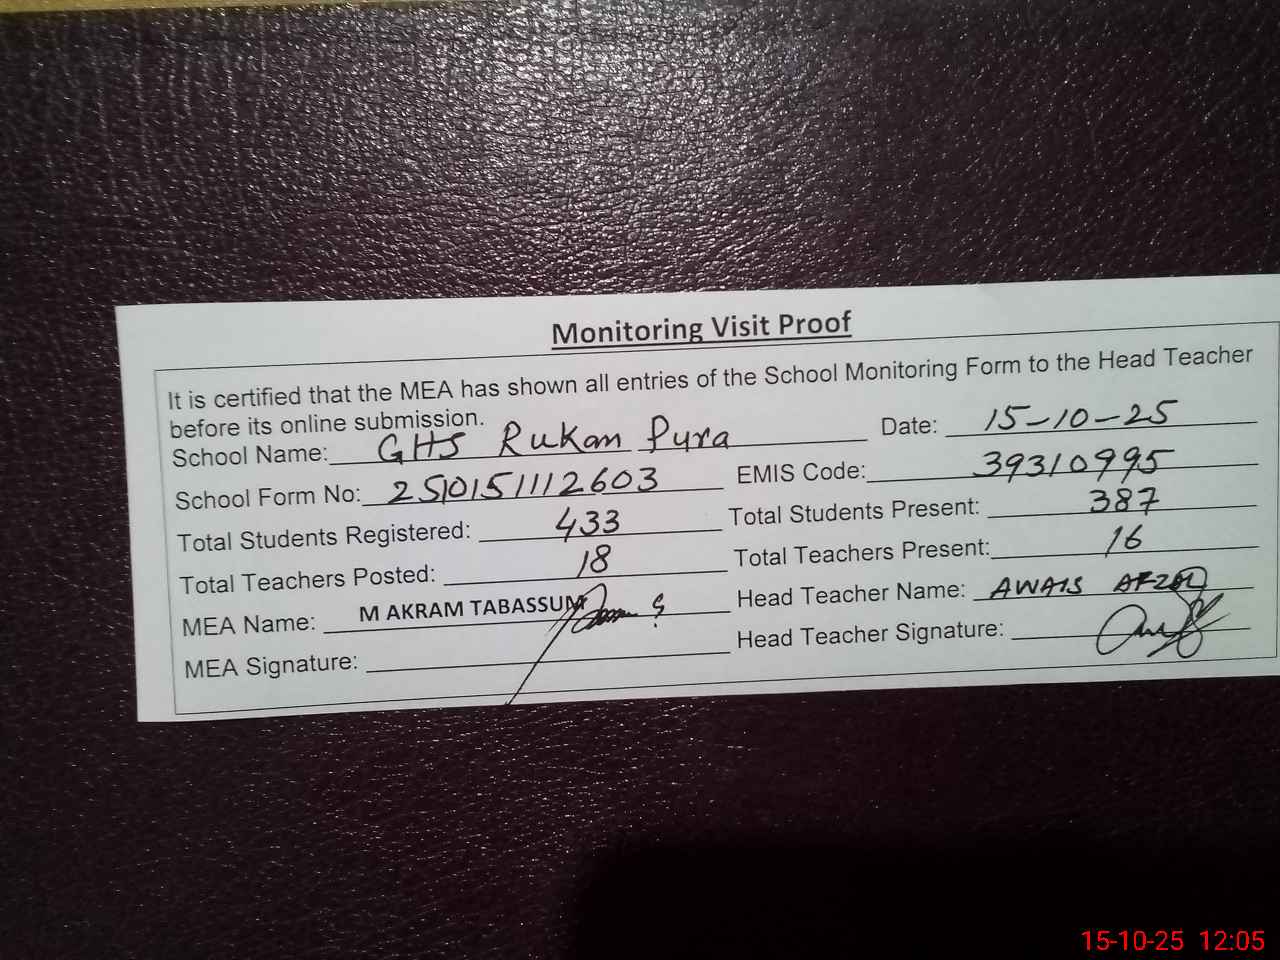 Monitoring Visit Proof
It is certified that the MEA has shown all entries of the School Monitoring Form to the Head Teacher
before its online submission.
School Name: GHS Rukan Pura Date: 15-10-25
School Form No: 2510151112603 EMIS Code: 39310995
Total Students Registered: 433 Total Students Present: 387
Total Teachers Posted: 18 Total Teachers Present: 16
MEA Name: M AKRAM TABASSUM Head Teacher Name: AWAIS AFZAL
MEA Signature: Head Teacher Signature:
15-10-25 12:05